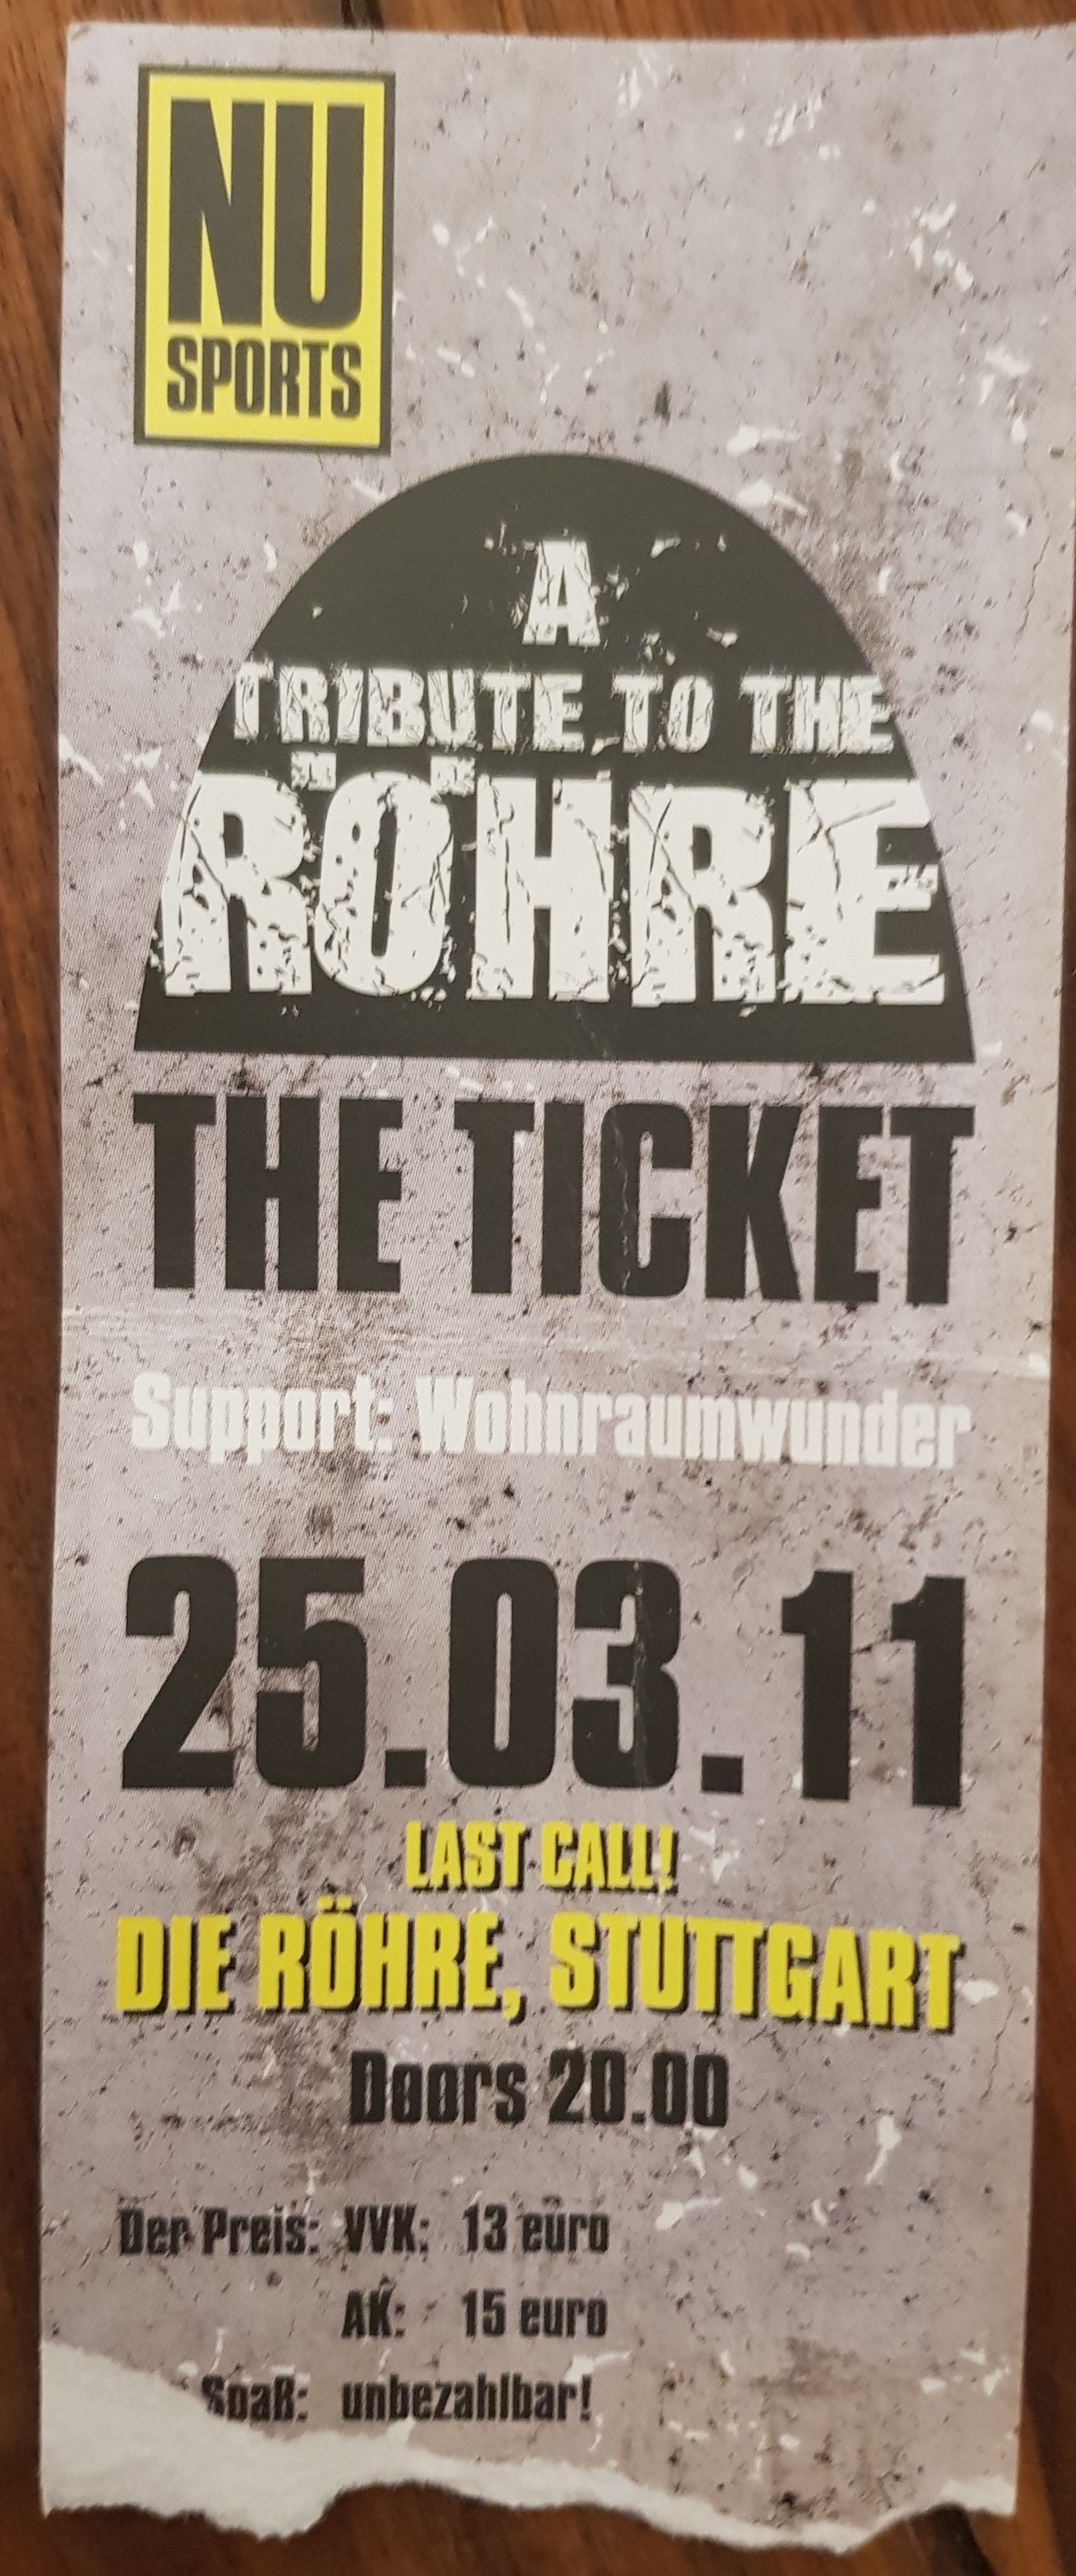 NU
SPORTS
A
TRIBUTE TO THE
RÖHRE
THE TICKET
Support: Wohnraumwunder
25.03.11
LAST CALL!
DIE RÖHRE, STUTTGART
Doors 20.00
Der Preis: VVK: 13 euro
AK: 15 euro
Spaß: unbezahlbar!